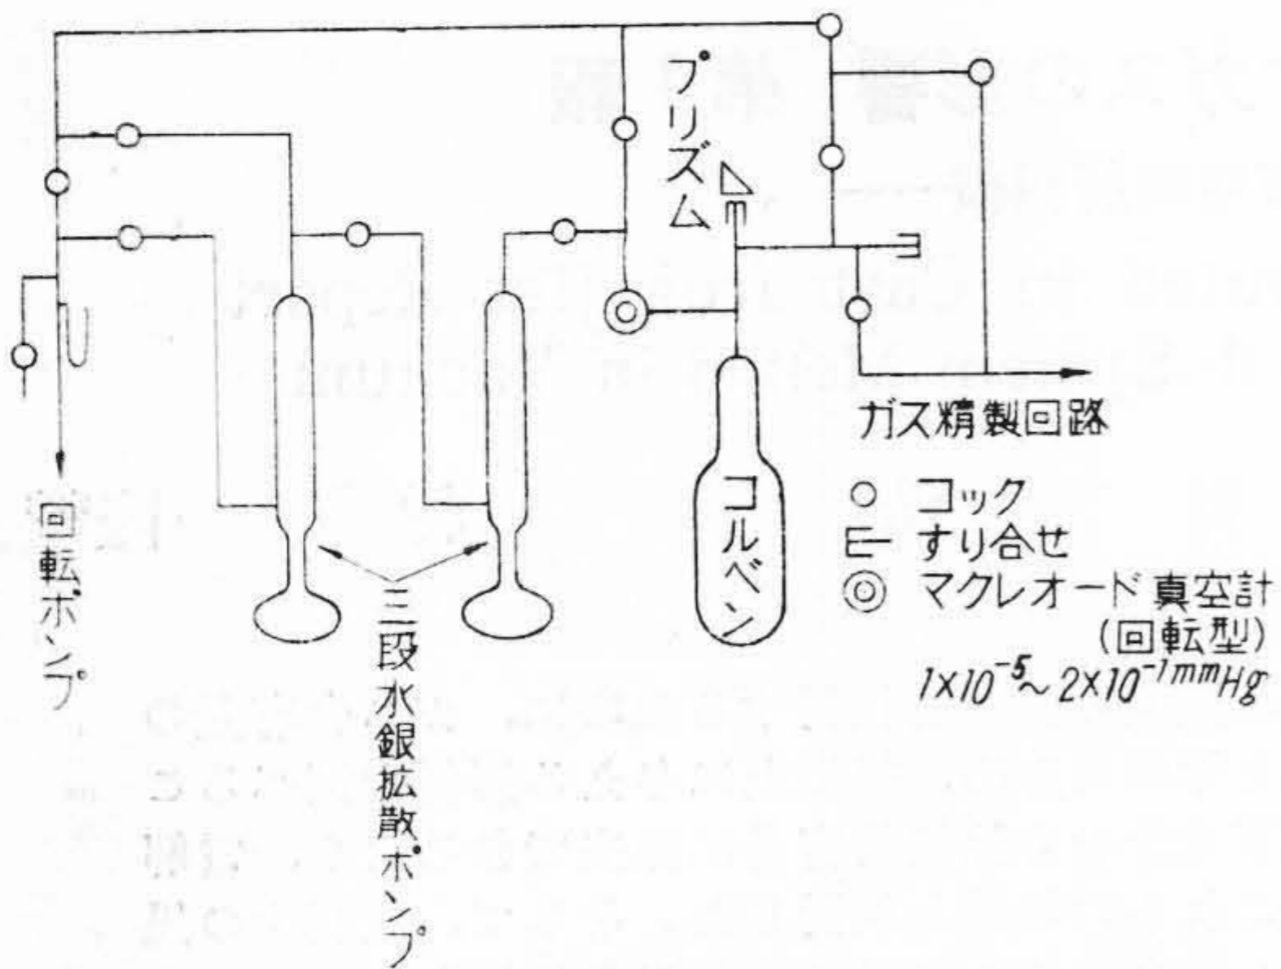 プリズム
ガス精製回路
コック
すり合せ
マクレオード真空計
(回転型)
1×10⁻⁵~2×10⁻¹mmHg
コルベン
回転ポンプ
三段水銀拡散ポンプ